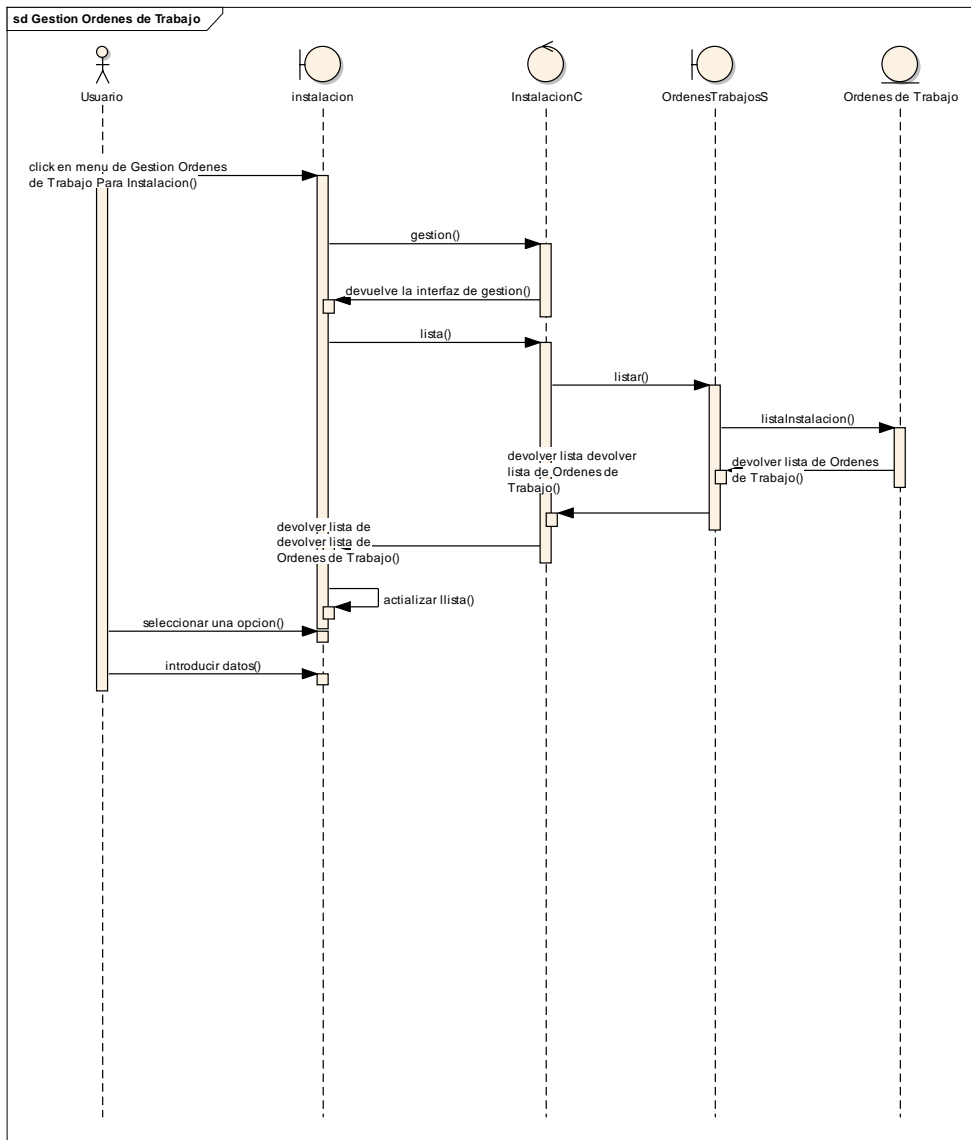 sd Gestion Ordenes de Trabajo
Usuario
instalacion
InstalacionC
OrdenesTrabajosS
Ordenes de Trabajo
click en menu de Gestion Ordenes
de Trabajo Para Instalacion()
gestion()
devuelve la interfaz de gestion()
lista()
listar()
listaInstalacion()
devolver lista de Ordenes
de Trabajo()
devolver lista devolver
lista de Ordenes de
Trabajo()
devolver lista de
devolver lista de
Ordenes de Trabajo()
actializar llista()
seleccionar una opcion()
introducir datos()